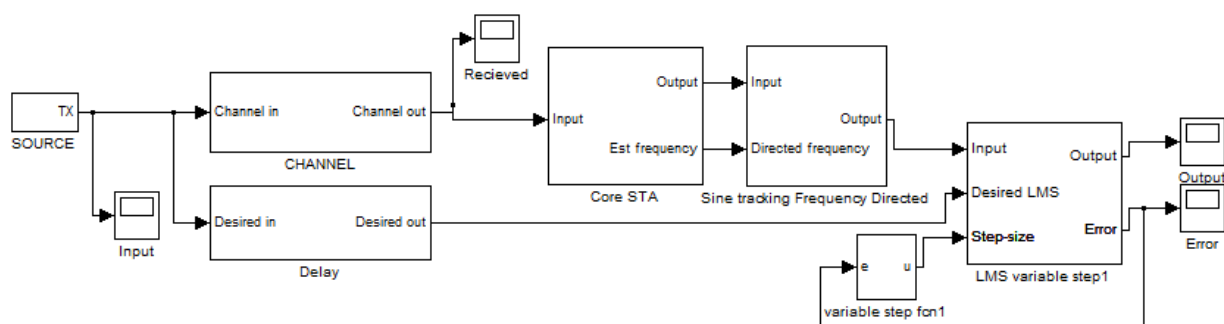 TX
SOURCE
Input
Channel in
Channel out
CHANNEL
Desired in
Desired out
Delay
Recieved
Input
Output
Est frequency
Core STA
Input
Output
Directed frequency
Sine tracking Frequency Directed
e
u
variable step fcn1
Input
Output
Desired LMS
Step-size
Error
LMS variable step1
Output
Error